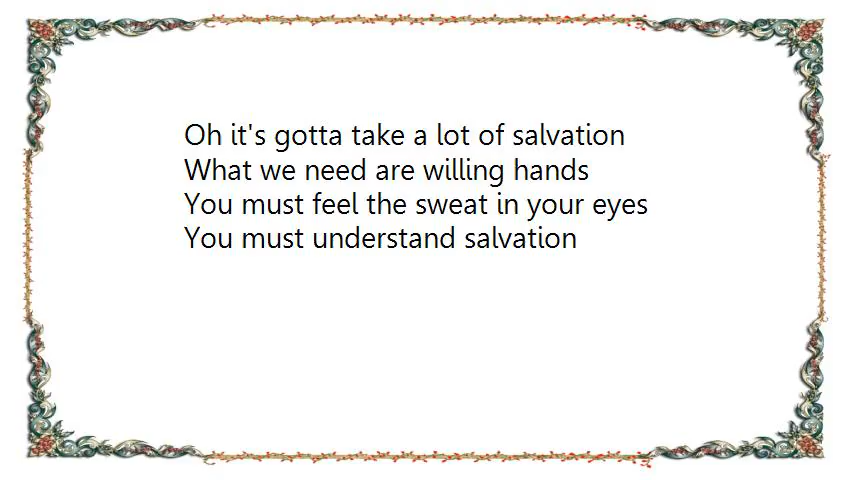 Oh it's gotta take a lot of salvation
What we need are willing hands
You must feel the sweat in your eyes
You must understand salvation